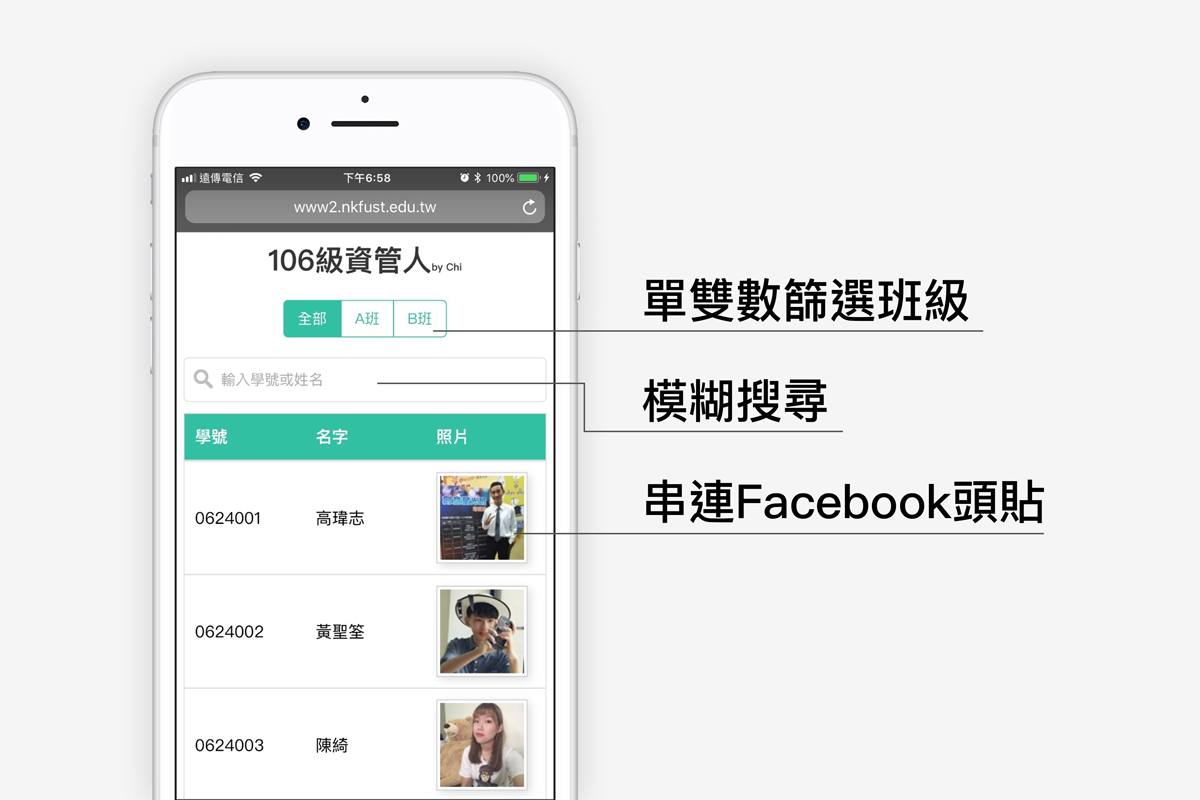 遠傳電信
下午6:58
100%
www2.nkfust.edu.tw
106級資管人by Chi
全部
A班
B班
輸入學號或姓名
學號
名字
照片
0624001
高瑋志
0624002
黃聖筌
0624003
陳綺
單雙數篩選班級
模糊搜尋
串連Facebook頭貼